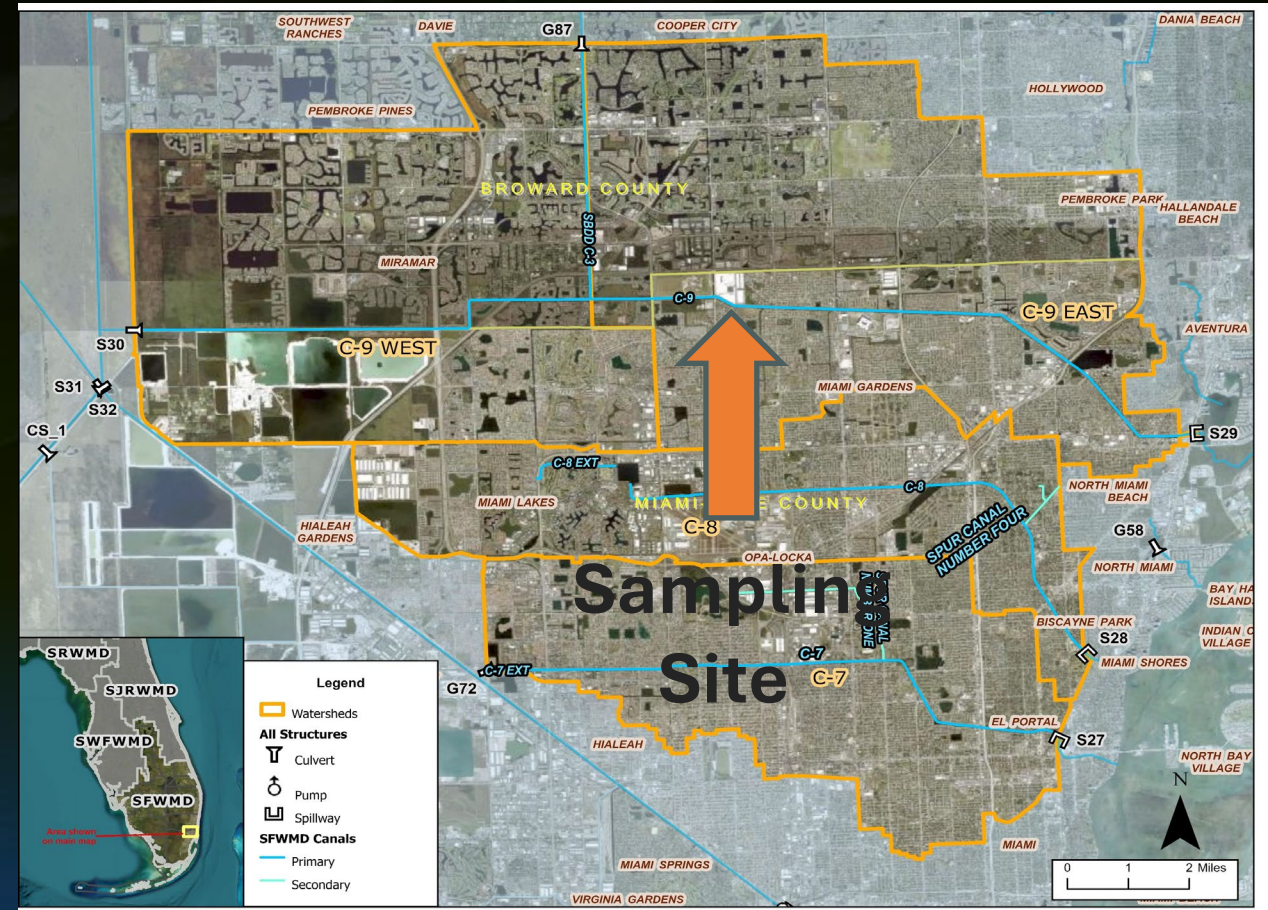 SOUTHWEST
RANCHES
DAVIE
G87
COOPER CITY
DANIA BEACH
HOLLYWOOD
PEMBROKE PINES
BROWARD COUNTY
PEMBROKE PARK
HALLANDALE
BEACH
SBDD C-3
MIRAMAR
C-9
C-9 EAST
AVENTURA
S30
C-9 WEST
S31
S32
MIAMI GARDENS
CS_1
S29
C-8 EXT
C-8
NORTH MIAMI
BEACH
MIAMI LAKES
COUNTY
C-8
HIALEAH
GARDENS
SPUR CANAL
NUMBER FOUR
G58
OPA-LOCKA
NORTH MIAMI
Sampling
Site
BISCAYNE PARK
S28
MIAMI SHORES
C-7 EXT
C-7
C-7
G72
EL PORTAL
S27
HIALEAH
NORTH BAY
VILLAGE
N
MIAMI
MIAMI SPRINGS
VIRGINIA GARDENS
0 1 2 Miles
SRWMD
SJRWMD
SWFWMD
SFWMD
Area shown
on main map
Legend
Watersheds
All Structures
Culvert
Pump
Spillway
SFWMD Canals
Primary
Secondary